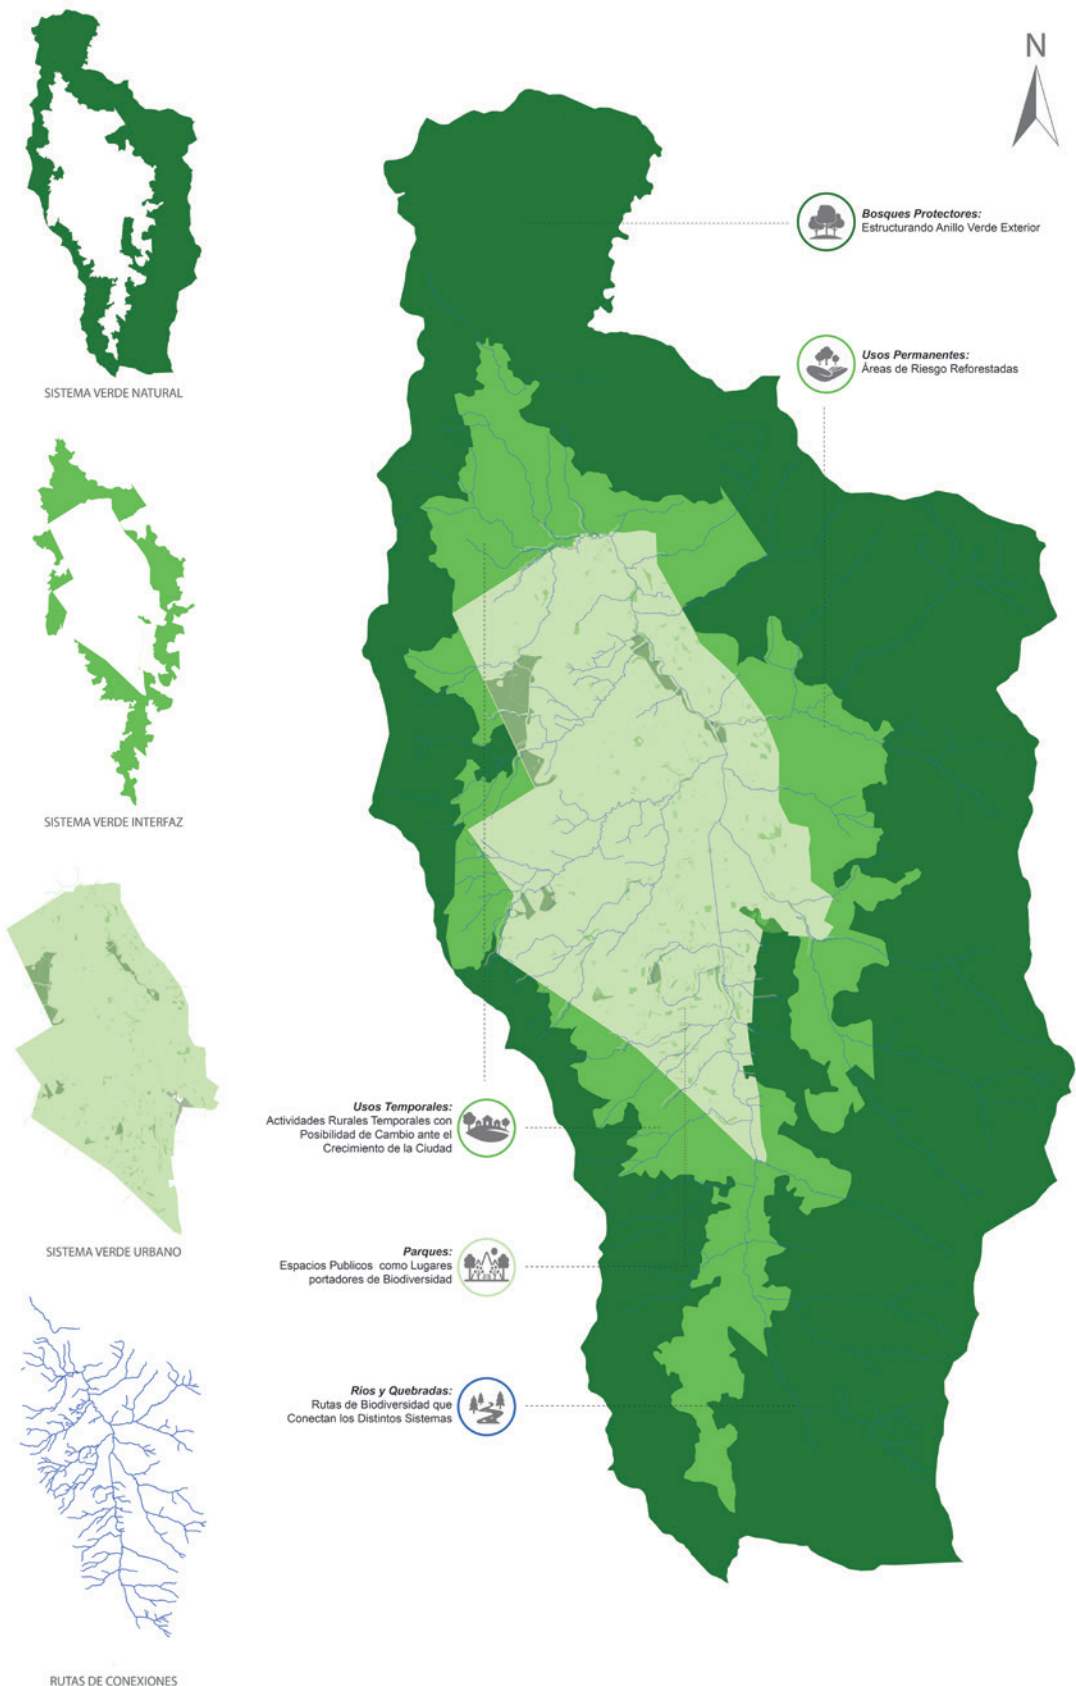 N
Bosques Protectores:
Estructurando Anillo Verde Exterior
Usos Permanentes:
Áreas de Riesgo Reforestadas
SISTEMA VERDE NATURAL
SISTEMA VERDE INTERFAZ
Usos Temporales:
Actividades Rurales Temporales con
Posibilidad de Cambio ante el
Crecimiento de la Ciudad
SISTEMA VERDE URBANO
Parques:
Espacios Publicos como Lugares
portadores de Biodiversidad
Ríos y Quebradas:
Rutas de Biodiversidad que
Conectan los Distintos Sistemas
RUTAS DE CONEXIONES